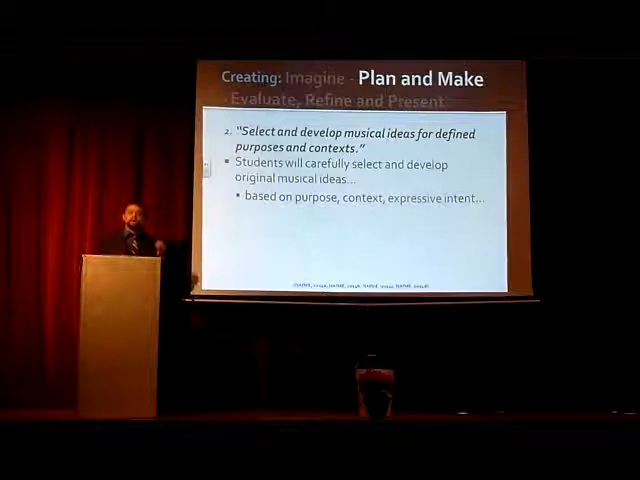 Creating: Imagine - Plan and Make
- Evaluate, Refine and Present
2. "Select and develop musical ideas for defined
purposes and contexts."
▪ Students will carefully select and develop
original musical ideas...
▪ based on purpose, context, expressive intent...